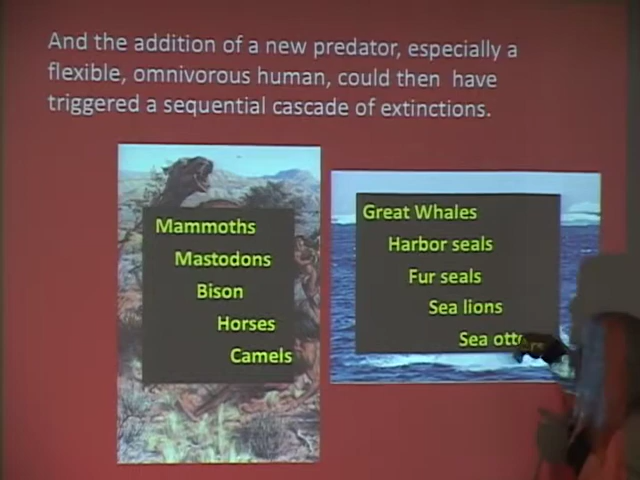 And the addition of a new predator, especially a
flexible, omnivorous human, could then have
triggered a sequential cascade of extinctions.
Mammoths
Mastodons
Bison
Horses
Camels
Great Whales
Harbor seals
Fur seals
Sea lions
Sea